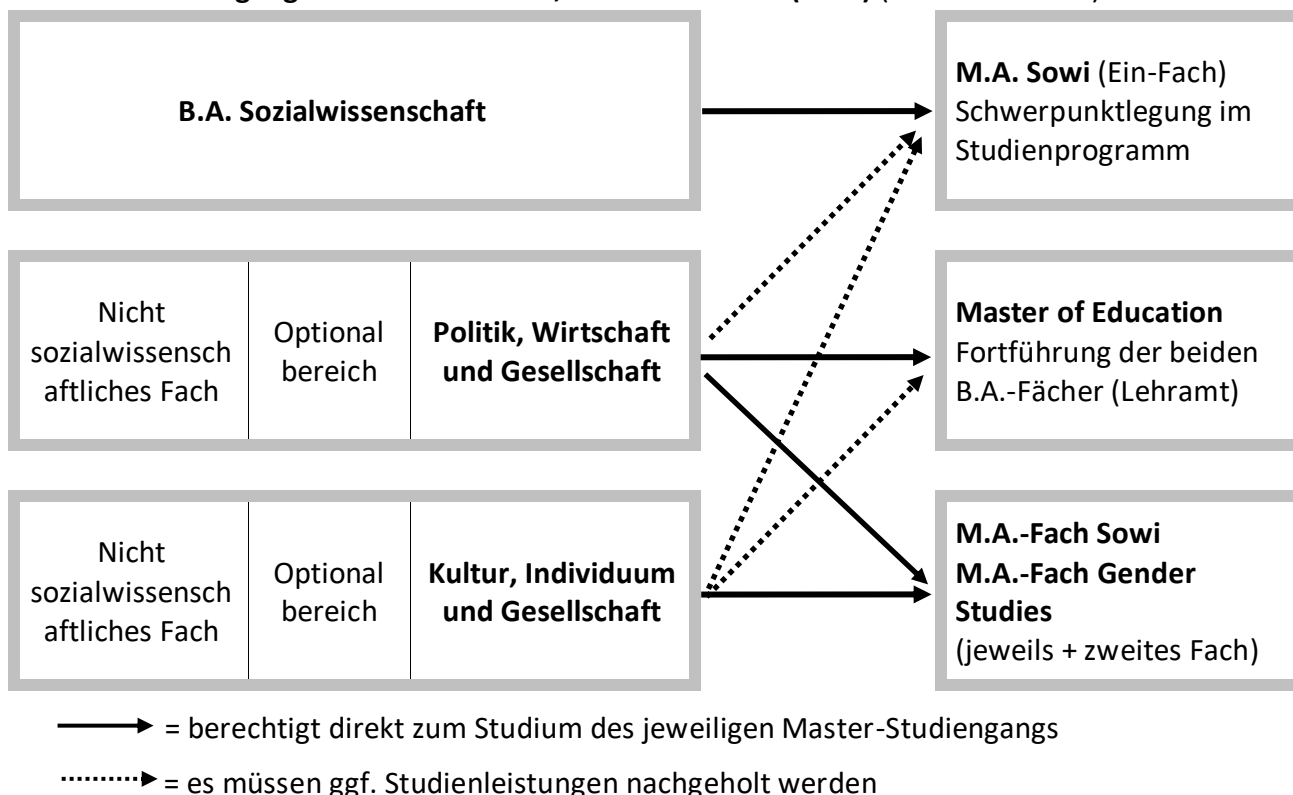 B.A. Sozialwissenschaft
M.A. Sowi (Ein-Fach)
Schwerpunktlegung im
Studienprogramm
Nicht
sozialwissensch
aftliches Fach
Optional
bereich
Politik, Wirtschaft
und Gesellschaft
Master of Education
Fortführung der beiden
B.A.-Fächer (Lehramt)
Nicht
sozialwissensch
aftliches Fach
Optional
bereich
Kultur, Individuum
und Gesellschaft
M.A.-Fach Sowi
M.A.-Fach Gender
Studies
(jeweils + zweites Fach)
= berechtigt direkt zum Studium des jeweiligen Master-Studiengangs
= es müssen ggf. Studienleistungen nachgeholt werden